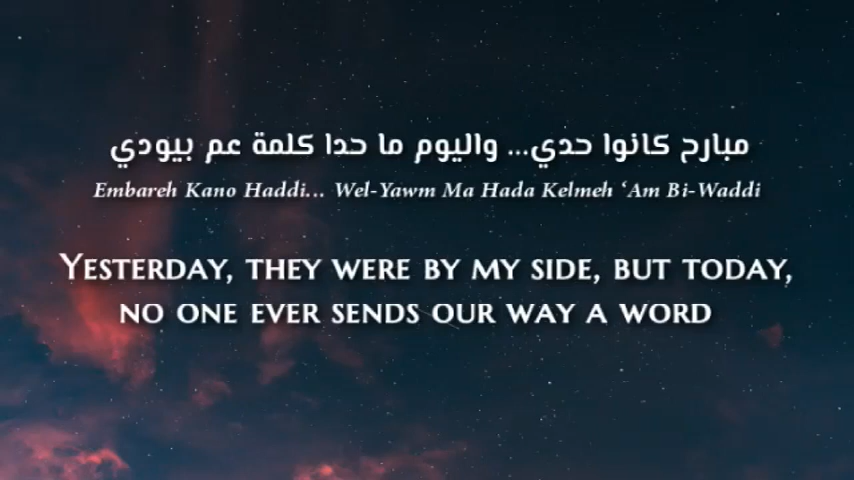 مبارح كانوا حدي... واليوم ما حدا كلمة عم بيودي
Embareh Kano Haddi... Wel-Yawm Ma Hada Kelmeh ‘Am Bi-Waddi
Yesterday, they were by my side, but today,
no one ever sends our way a word